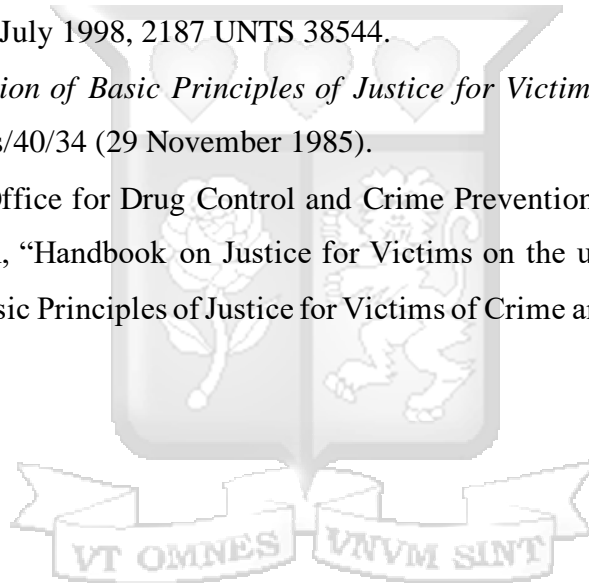 July 1998, 2187 UNTS 38544.
ion of Basic Principles of Justice for Victim
s/40/34 (29 November 1985).
Office for Drug Control and Crime Prevention
, “Handbook on Justice for Victims on the u
sic Principles of Justice for Victims of Crime a
VT OMNES VNVM SINT